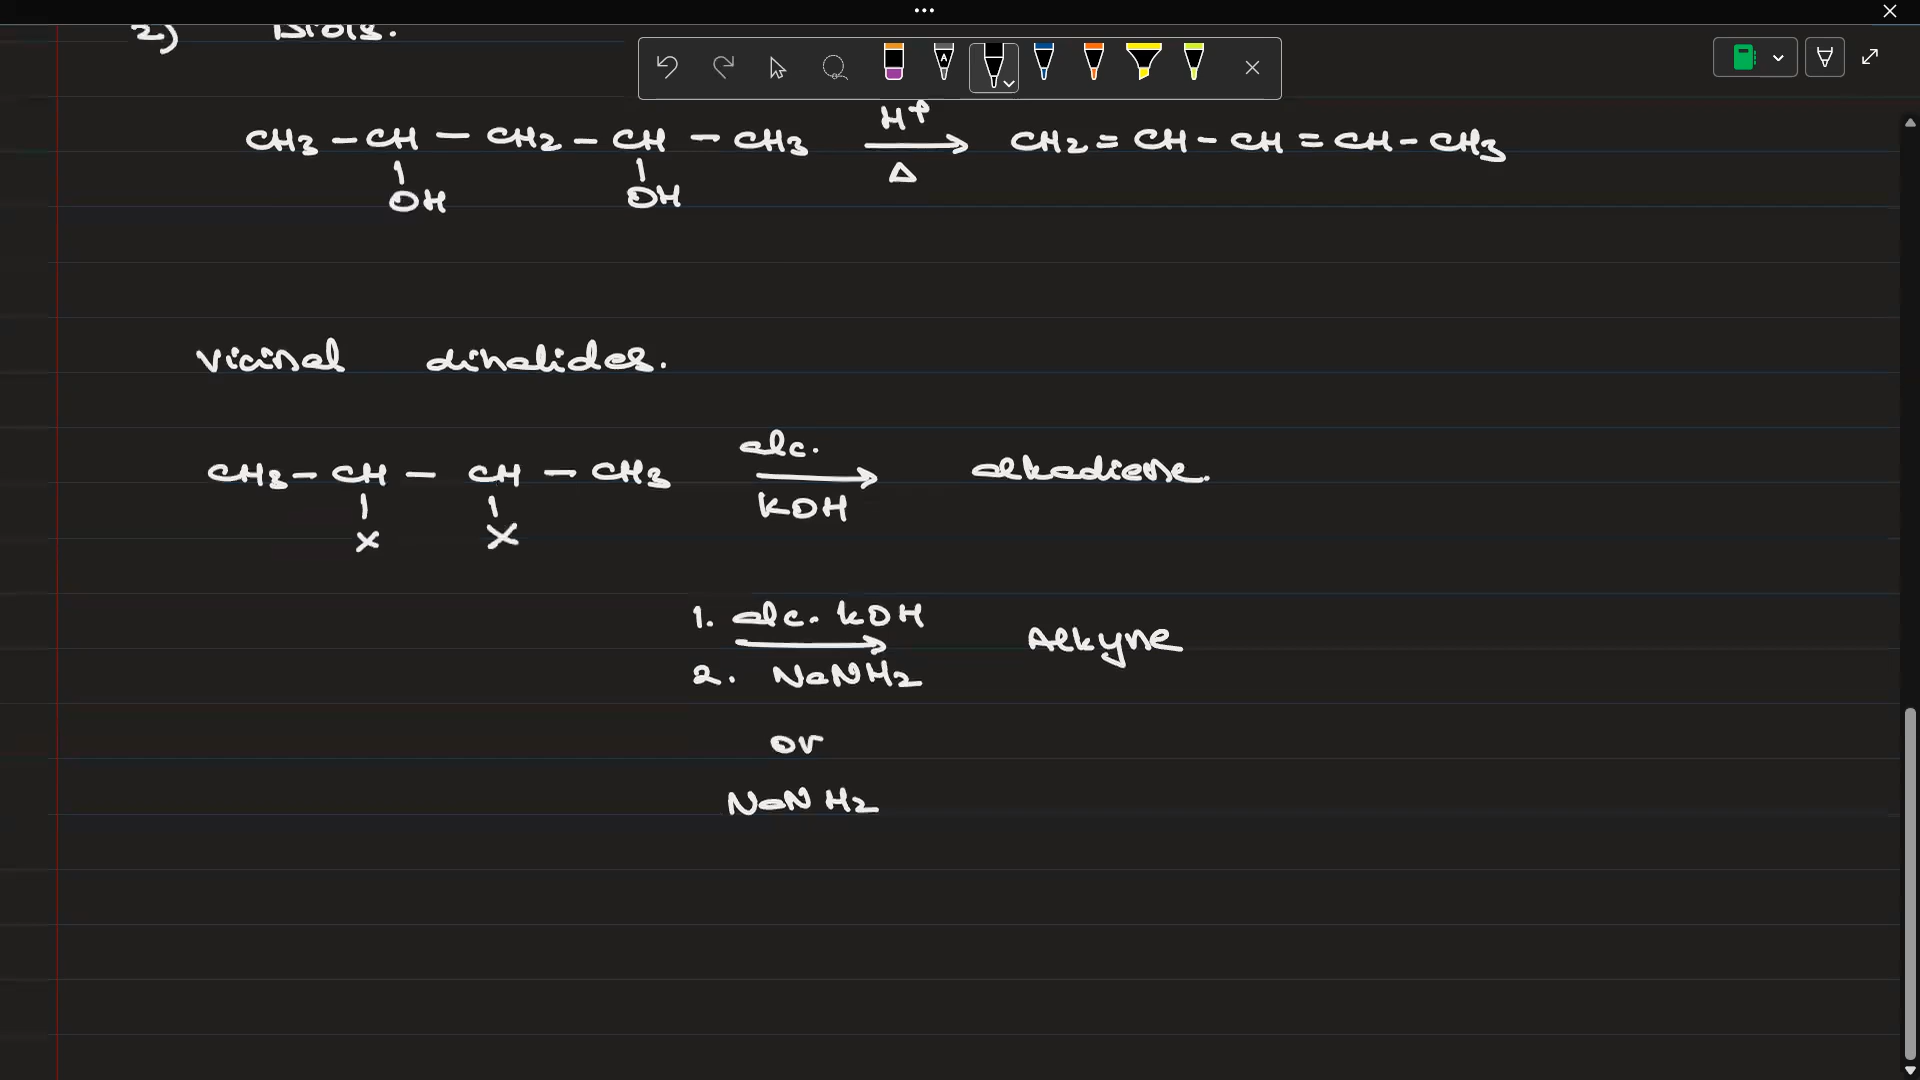 2) Diols.
CH3 - CH - CH2 - CH - CH3 H+ → Δ CH2 = CH - CH = CH - CH3
OH OH
vicinal dihalides.
CH3 - CH - CH - CH3 alc. → KOH alkadiene.
X X
1. alc. KOH
→ Alkyne
2. NaNH2
or
NaNH2